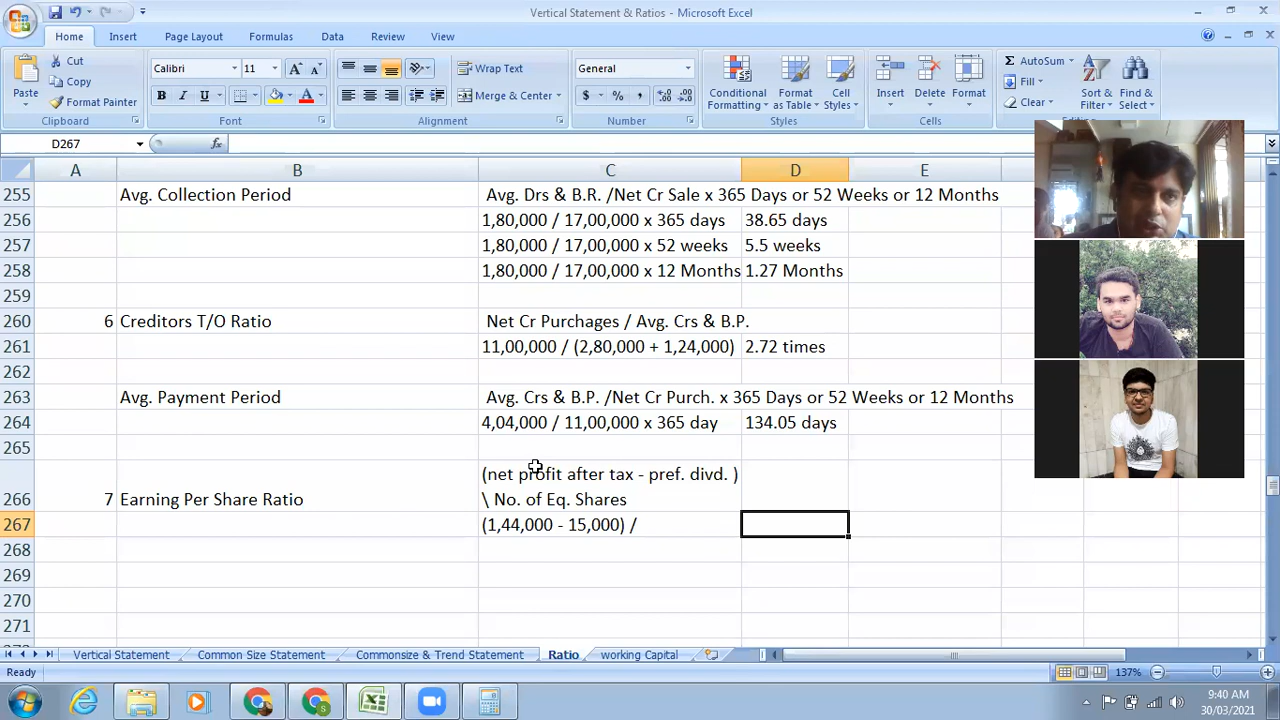 Vertical Statement & Ratios - Microsoft Excel
Home Insert Page Layout Formulas Data Review View
Paste
Cut
Copy
Format Painter
Clipboard
Calibri 11
B I U
Font
Wrap Text
Merge & Center
Alignment
General
$ % ,
Number
Conditional Formatting
Format as Table
Cell Styles
Styles
Insert Delete Format
Cells
AutoSum
Fill
Clear
Sort & Filter
Find & Select
D267
fx
A B C D E
255 Avg. Collection Period Avg. Drs & B.R. /Net Cr Sale x 365 Days or 52 Weeks or 12 Months
256 1,80,000 / 17,00,000 x 365 days 38.65 days
257 1,80,000 / 17,00,000 x 52 weeks 5.5 weeks
258 1,80,000 / 17,00,000 x 12 Months 1.27 Months
259
260 6 Creditors T/O Ratio Net Cr Purchages / Avg. Crs & B.P.
261 11,00,000 / (2,80,000 + 1,24,000) 2.72 times
262
263 Avg. Payment Period Avg. Crs & B.P. /Net Cr Purch. x 365 Days or 52 Weeks or 12 Months
264 4,04,000 / 11,00,000 x 365 day 134.05 days
265
(net profit after tax - pref. divd. )
266 7 Earning Per Share Ratio \ No. of Eq. Shares
267 (1,44,000 - 15,000) /
268
269
270
271
Vertical Statement Common Size Statement Commonsize & Trend Statement Ratio working Capital
Ready 137%
9:40 AM
30/03/2021